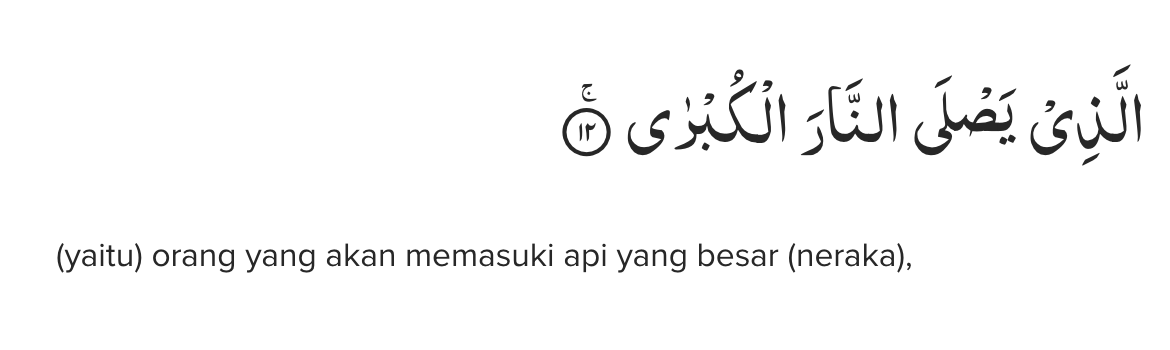 الَّذِيْ يَصْلَى النَّارَ الْكُبْرٰىۚ ١٢
(yaitu) orang yang akan memasuki api yang besar (neraka),